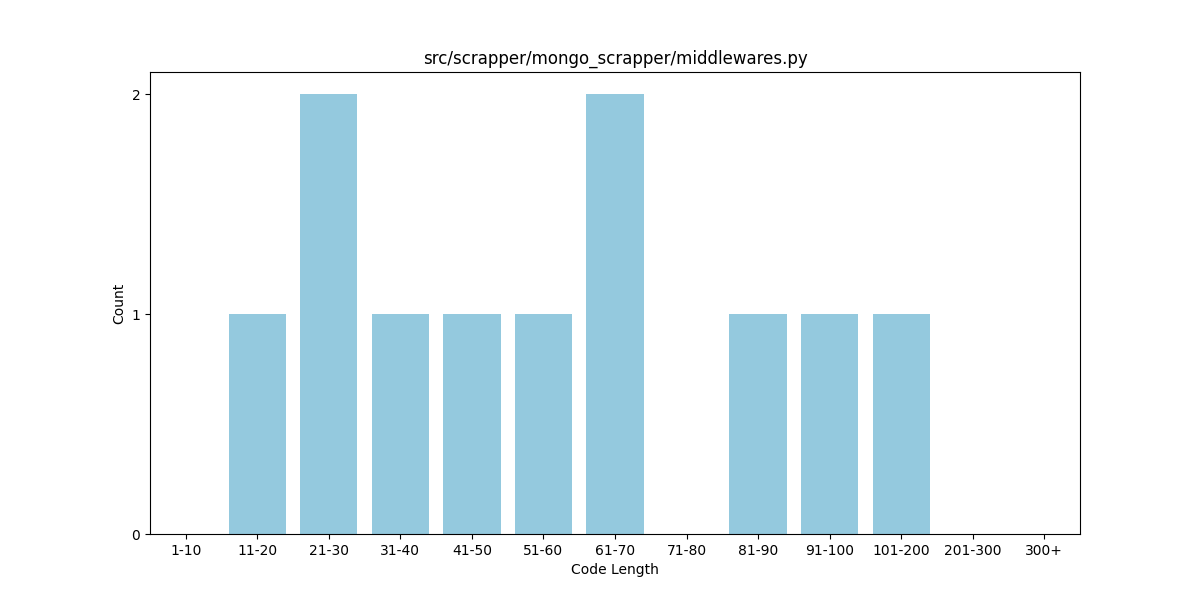 src/scrapper/mongo_scrapper/middlewares.py
2
1
0
Count
1-10 11-20 21-30 31-40 41-50 51-60 61-70 71-80 81-90 91-100 101-200 201-300 300+
Code Length